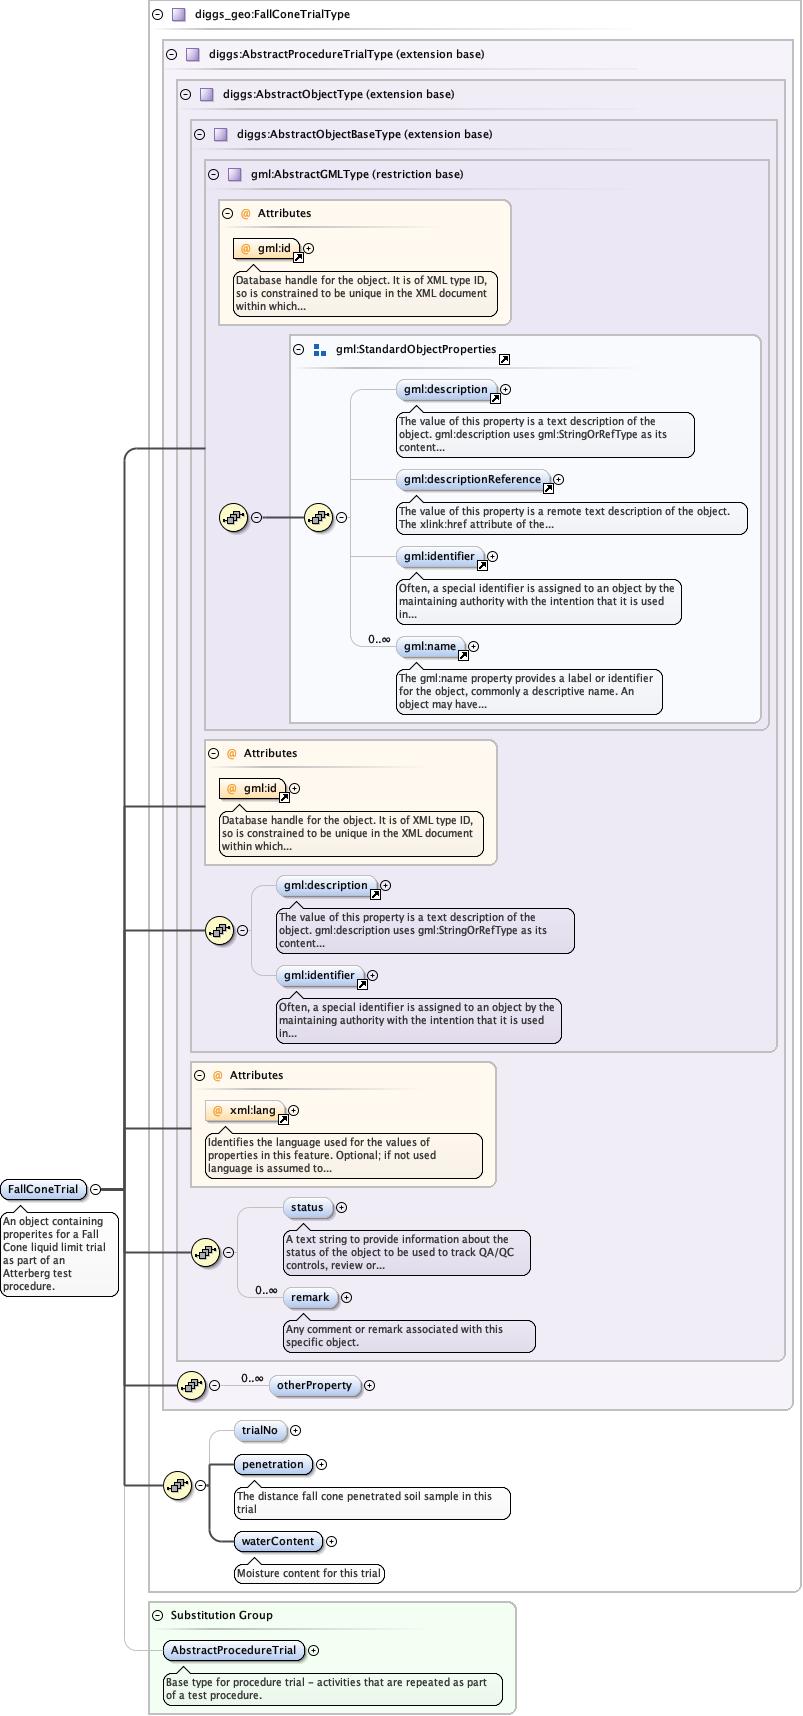 diggs_geo:FallConeTrialType
diggs:AbstractProcedureTrialType (extension base)
diggs:AbstractObjectType (extension base)
diggs:AbstractObjectBaseType (extension base)
gml:AbstractGMLType (restriction base)
@ Attributes
@ gml:id
Database handle for the object. It is of XML type ID,
so is constrained to be unique in the XML document
within which...
gml:StandardObjectProperties
gml:description
The value of this property is a text description of the
object. gml:description uses gml:StringOrRefType as its
content...
gml:descriptionReference
The value of this property is a remote text description of the object.
The xlink:href attribute of the...
gml:identifier
Often, a special identifier is assigned to an object by the
maintaining authority with the intention that it is used
in...
0..∞
gml:name
The gml:name property provides a label or identifier
for the object, commonly a descriptive name. An
object may have...
@ Attributes
@ gml:id
Database handle for the object. It is of XML type ID,
so is constrained to be unique in the XML document
within which...
gml:description
The value of this property is a text description of the
object. gml:description uses gml:StringOrRefType as its
content...
gml:identifier
Often, a special identifier is assigned to an object by the
maintaining authority with the intention that it is used
in...
@ Attributes
@ xml:lang
Identifies the language used for the values of
properties in this feature. Optional; if not used
language is assumed to...
FallConeTrial
An object containing
properites for a Fall
Cone liquid limit trial
as part of an
Atterberg test
procedure.
status
A text string to provide information about the
status of the object to be used to track QA/QC
controls, review or...
0..∞
remark
Any comment or remark associated with this
specific object.
0..∞
otherProperty
trialNo
penetration
The distance fall cone penetrated soil sample in this
trial
waterContent
Moisture content for this trial
Substitution Group
AbstractProcedureTrial
Base type for procedure trial - activities that are repeated as part
of a test procedure.